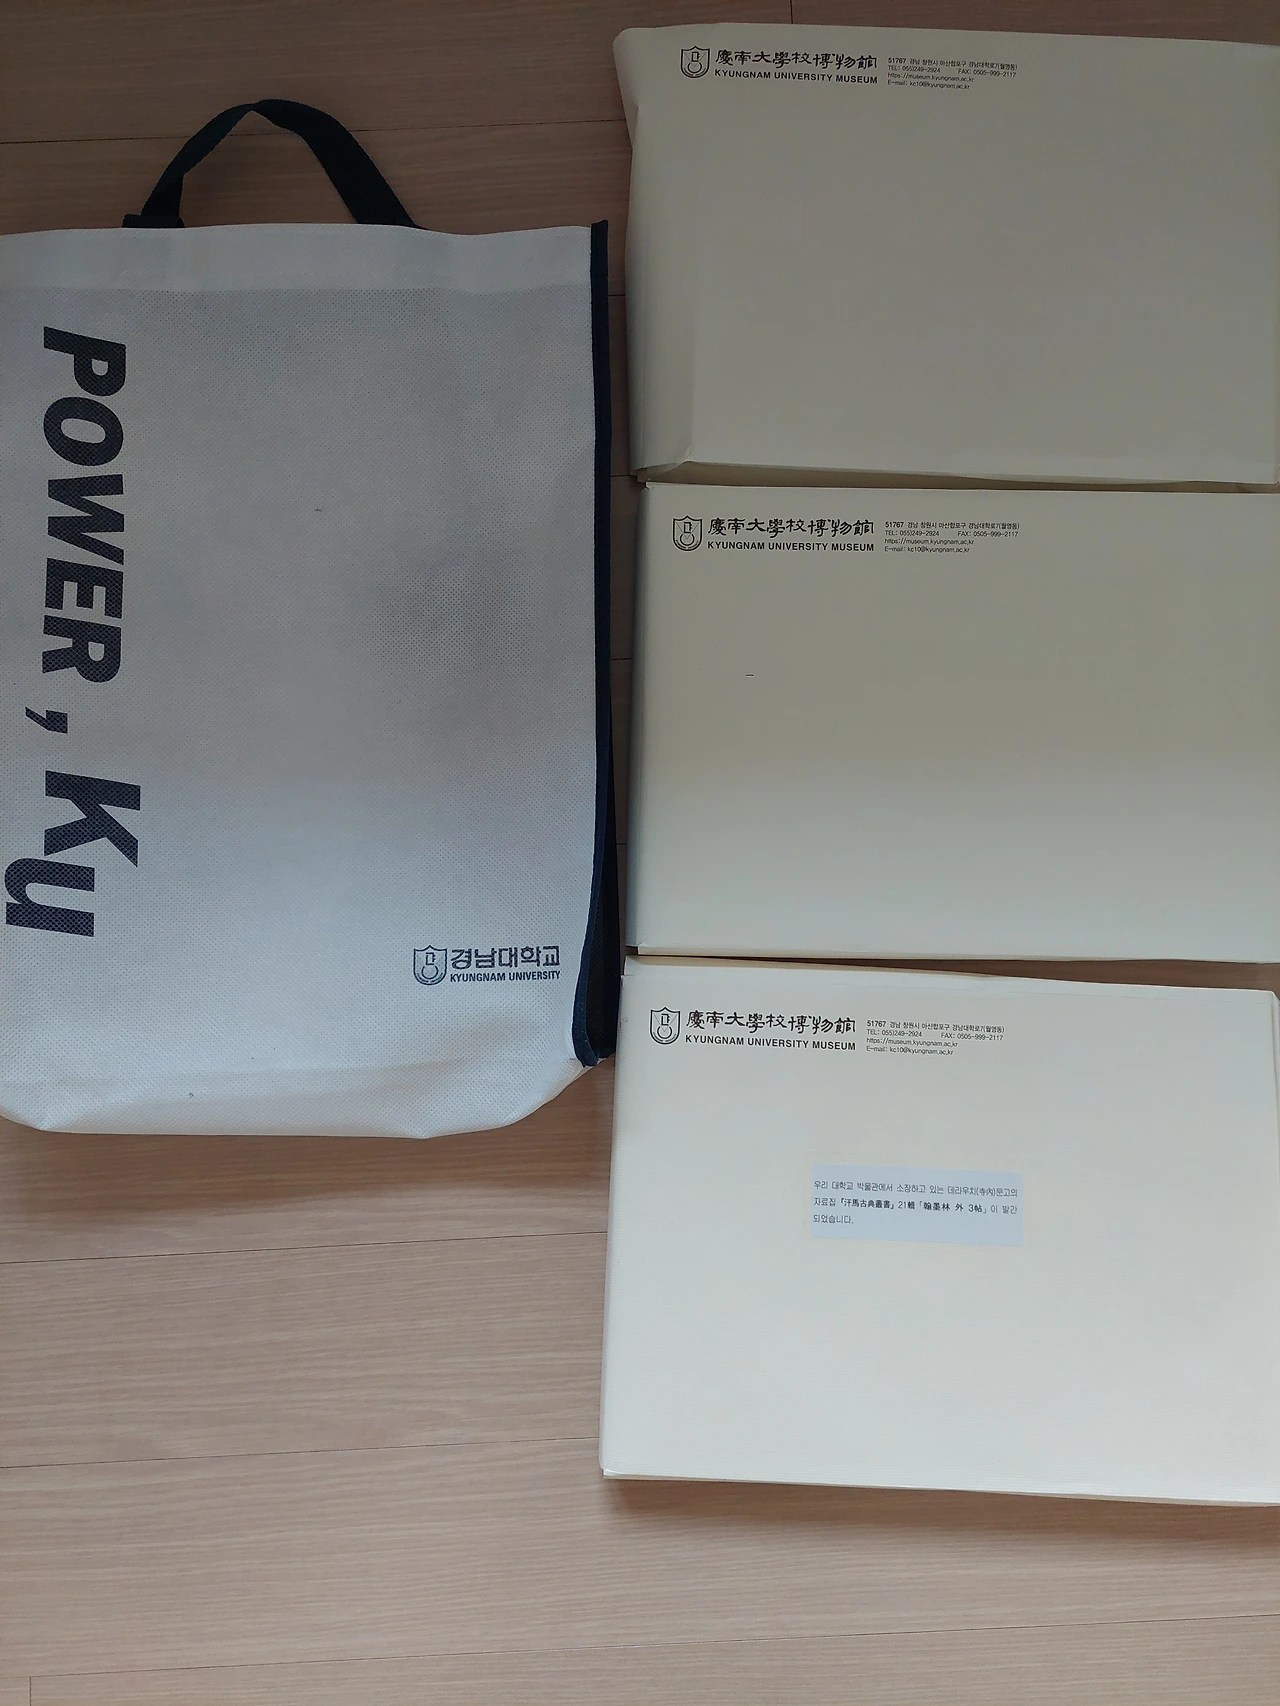 POWER, Ku
경남대학교
KYUNGNAM UNIVERSITY
慶南大學校博物館
KYUNGNAM UNIVERSITY MUSEUM
51767 경남 창원시 마산합포구 경남대학로7(월영동)
TEL: 055)249-2924 FAX: 0505-999-2117
https://museum.kyungnam.ac.kr
E-mail: kc10@kyungnam.ac.kr
慶南大學校博物館
KYUNGNAM UNIVERSITY MUSEUM
51767 경남 창원시 마산합포구 경남대학로7(월영동)
TEL: 055)249-2924 FAX: 0505-999-2117
https://museum.kyungnam.ac.kr
E-mail: kc10@kyungnam.ac.kr
慶南大學校博物館
KYUNGNAM UNIVERSITY MUSEUM
51767 경남 창원시 마산합포구 경남대학로7(월영동)
TEL: 055)249-2924 FAX: 0505-999-2117
https://museum.kyungnam.ac.kr
E-mail: kc10@kyungnam.ac.kr
우리 대학교 박물관에서 소장하고 있는 데라우치(寺內)문고의
자료집 『汗馬古典叢書』 21輯 「翰墨林 外 3帖」이 발간
되었습니다.